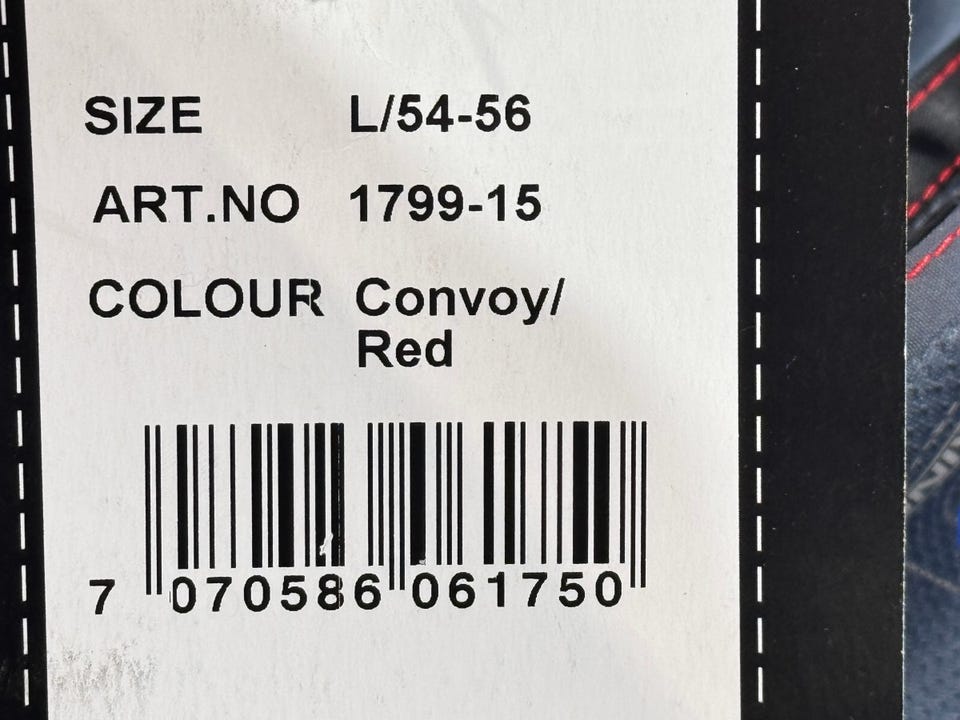 SIZE L/54-56
ART.NO 1799-15
COLOUR Convoy/
Red
7 070586 061750